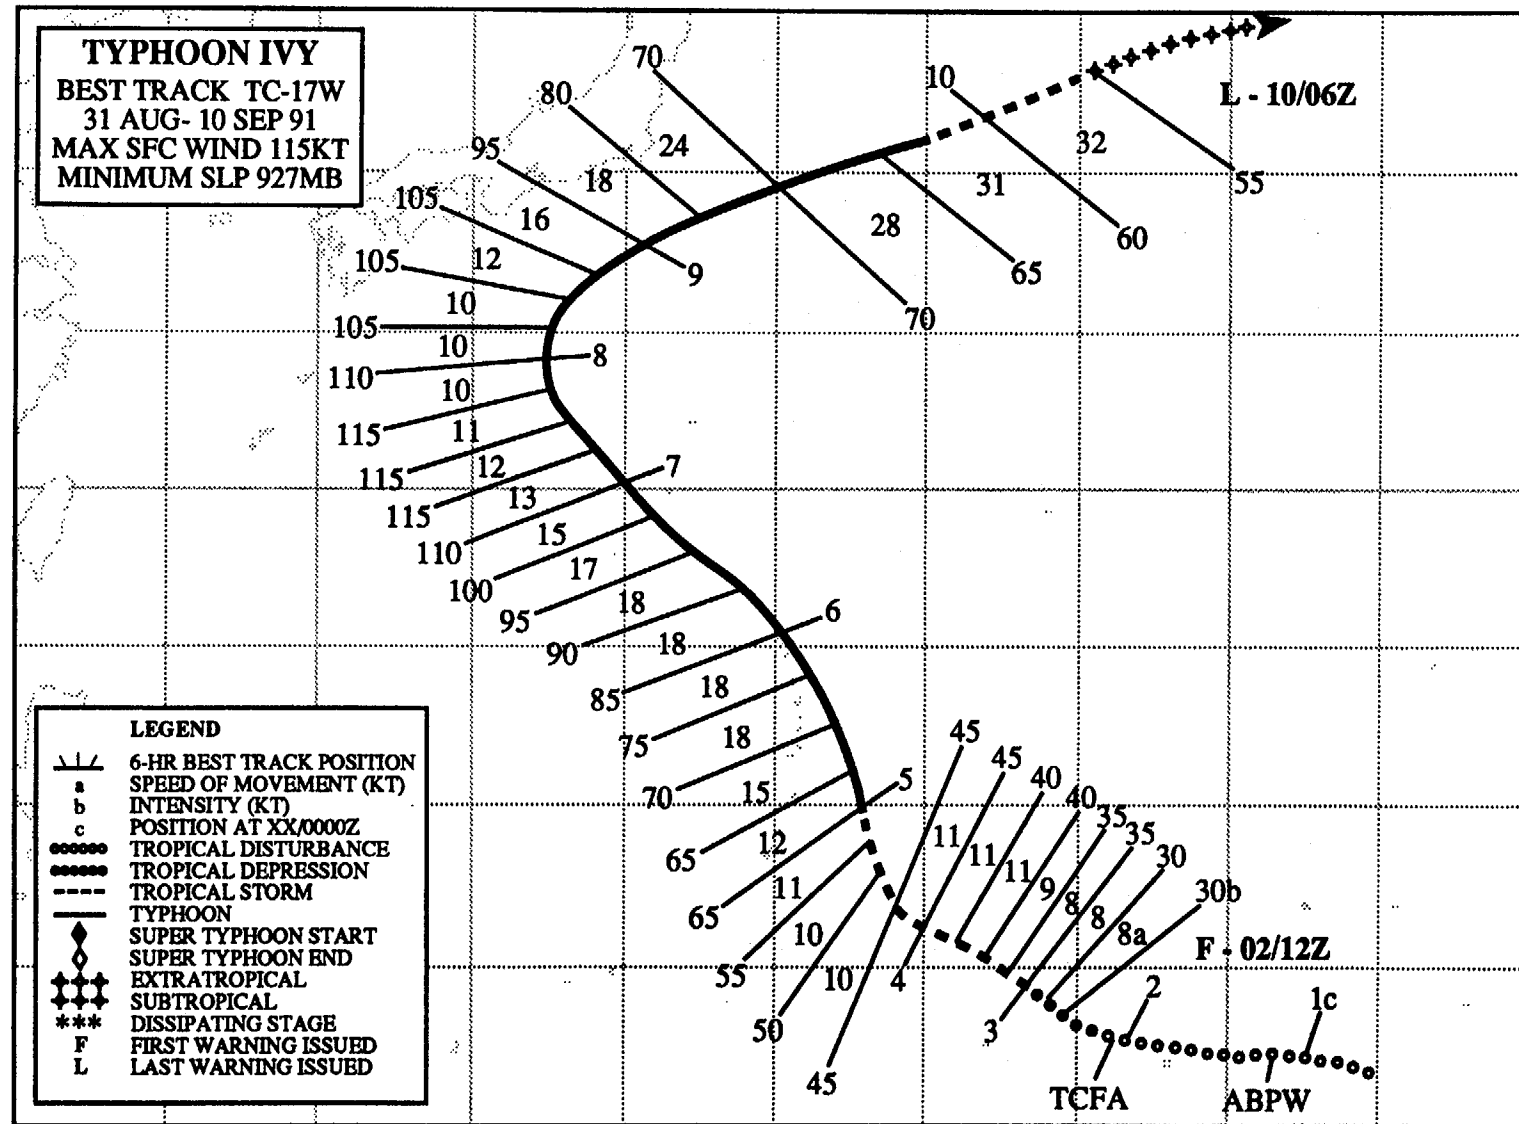 TYPHOON IVY
BEST TRACK TC-17W
31 AUG- 10 SEP 91
MAX SFC WIND 115KT
MINIMUM SLP 927MB
70
80
95
105
105
105
110
115
115
115
110
100
95
90
85
75
70
65
65
55
50
45
24
18
16
12
10
10
10
11
12
13
15
17
18
18
18
18
15
12
11
10
10
10
L - 10/06Z
32
31
28
55
60
65
70
9
8
7
6
5
4
3
45
45
40
40
35
35
30
30b
11
11
11
9
8
8
8a
F - 02/12Z
2
1c
TCFA
ABPW
LEGEND
6-HR BEST TRACK POSITION
a SPEED OF MOVEMENT (KT)
b INTENSITY (KT)
c POSITION AT XX/0000Z
TROPICAL DISTURBANCE
TROPICAL DEPRESSION
TROPICAL STORM
TYPHOON
SUPER TYPHOON START
SUPER TYPHOON END
EXTRATROPICAL
SUBTROPICAL
*** DISSIPATING STAGE
F FIRST WARNING ISSUED
L LAST WARNING ISSUED